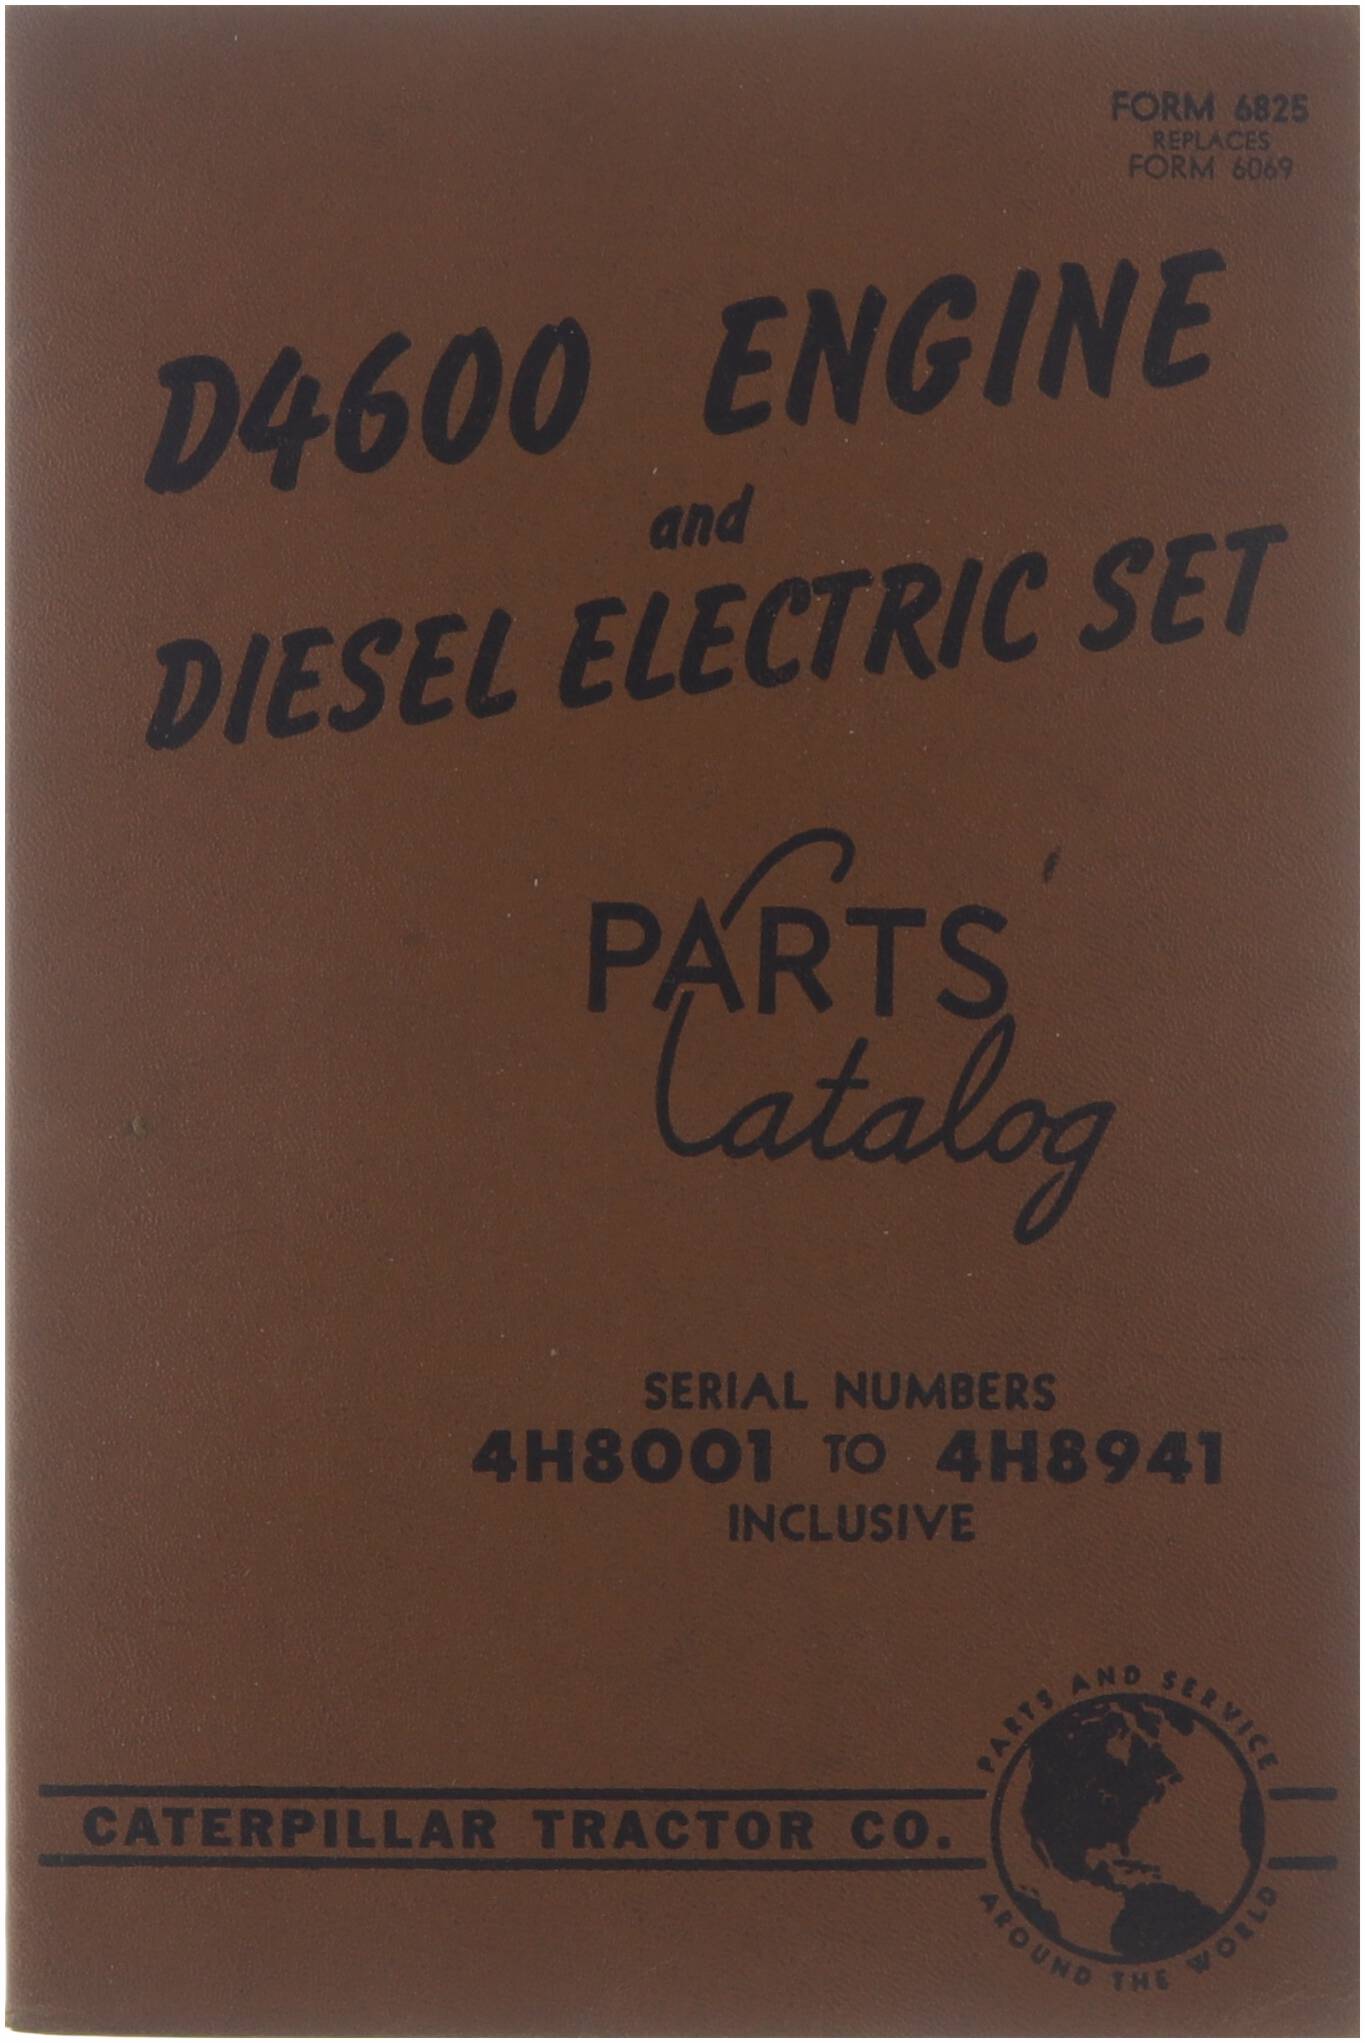 FORM 6825
REPLACES
FORM 6069
D4600 ENGINE
and
DIESEL ELECTRIC SET
PARTS
Catalog
SERIAL NUMBERS
4H8001 TO 4H8941
INCLUSIVE
PARTS AND SERVICE
CATERPILLAR TRACTOR CO.
AROUND THE WORLD